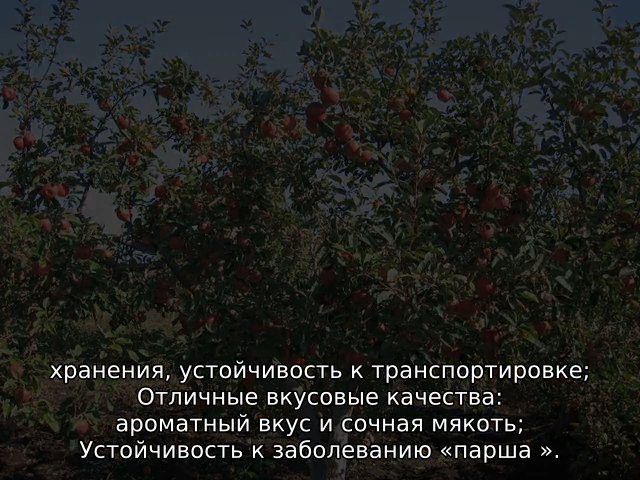 хранения, устойчивость к транспортировке;
Отличные вкусовые качества:
ароматный вкус и сочная мякоть;
Устойчивость к заболеванию «парша ».